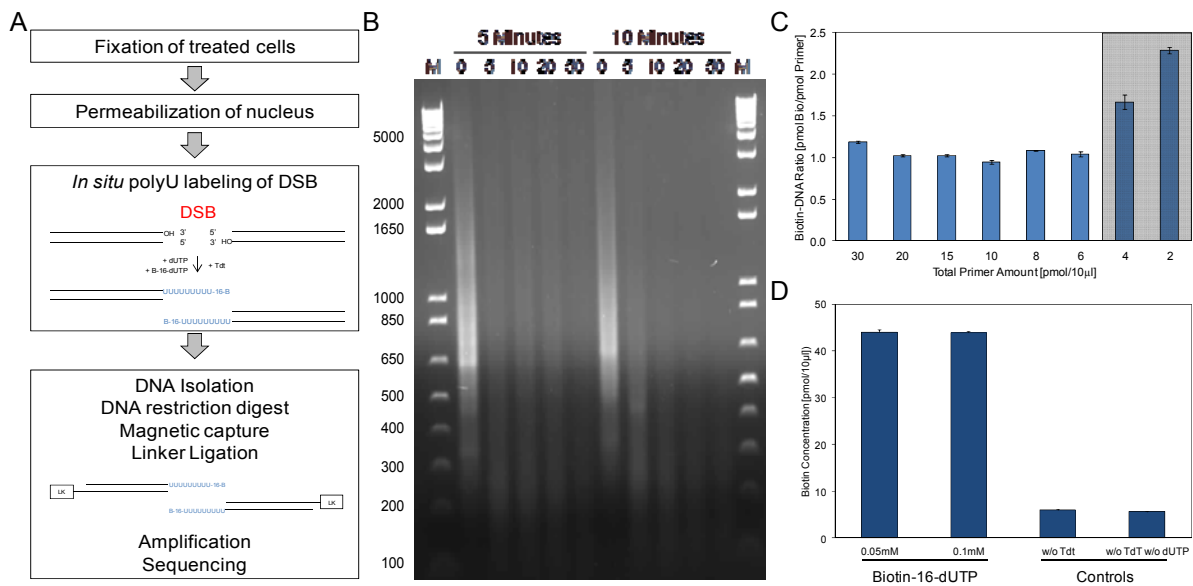 A
Fixation of treated cells
Permeabilization of nucleus
In situ polyU labeling of DSB
DSB
OH 3' 5'
5' 3' HO
+ dUTP
+ B-16-dUTP
+ Tdt
UUUUUUUUU-16-B
B-16-UUUUUUUUU
DNA Isolation
DNA restriction digest
Magnetic capture
Linker Ligation
LK
UUUUUUUUU-16-B
LK
B-16-UUUUUUUUU
Amplification
Sequencing
B
5 Minutes 10 Minutes
M 0 5 10 20 30 0 5 10 20 30 M
5000
2000
1650
1000
850
650
500
400
300
200
100
C
Biotin-DNA Ratio [pmol Bio/pmol Primer]
2.5
2.0
1.5
1.0
0.5
0.0
30 20 15 10 8 6 4 2
Total Primer Amount [pmol/10µl]
D
Biotin Concentration [pmol/10µl])
50
40
30
20
10
0
0.05mM 0.1mM w/o Tdt w/o TdT w/o dUTP
Biotin-16-dUTP Controls